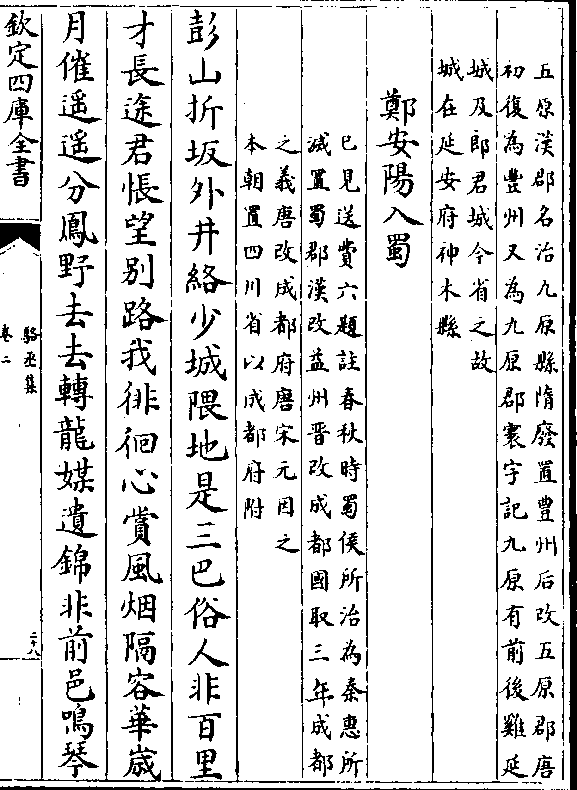 五原漢郡名治九原縣隋廢置豊州后改五原郡唐
初復為豊州又為九原郡寰宇記九原有前後雞延
城及郎君城今省之故
城在延安府神木縣
鄭安陽入蜀
已見送費六題註春秋時蜀侯所治為秦惠所
滅置蜀郡漢改益州晋改成都國取三年成都
之義唐改成都府唐宋元因之
本朝置四川省以成都府附
彭山折坂外井絡少城隈地是三巴俗人非百里
才長途君悵望别路我徘徊心賞風烟隔容華歳
月催遥遥分鳳野去去轉龍媒遺錦非前邑鳴琴
欽定四庫全書
駱丞集
卷二
二十八